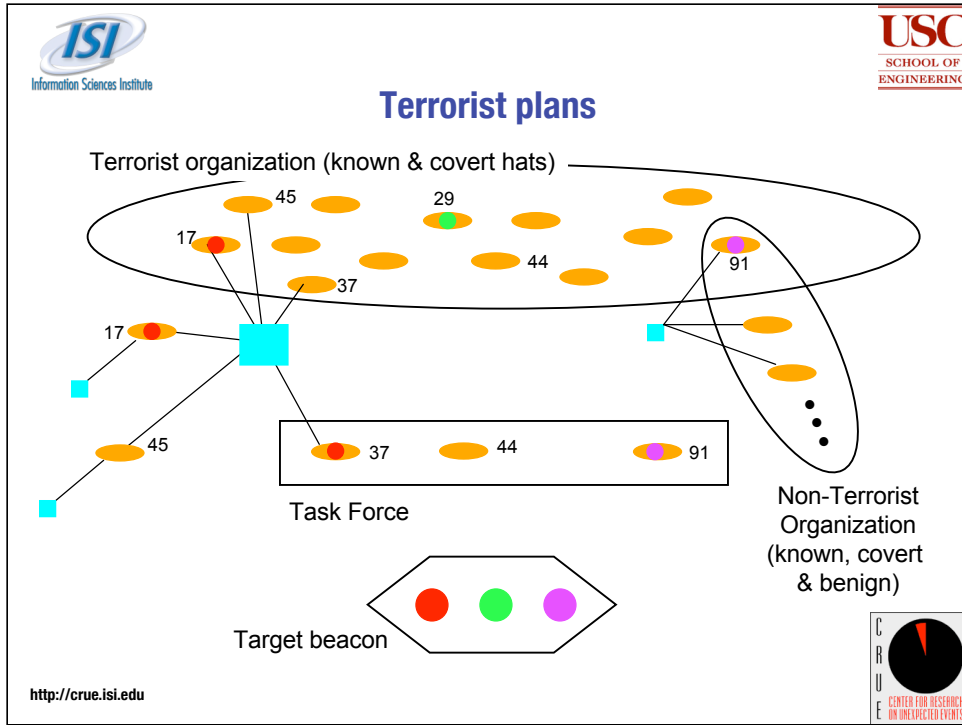 ISI
Information Sciences Institute
USC
SCHOOL OF
ENGINEERING
Terrorist plans
Terrorist organization (known & covert hats)
45
29
17
44
91
37
17
45
37
44
91
Task Force
Non-Terrorist
Organization
(known, covert
& benign)
Target beacon
http://crue.isi.edu
CRUE
CENTER FOR RESEARCH
ON UNEXPECTED EVENTS